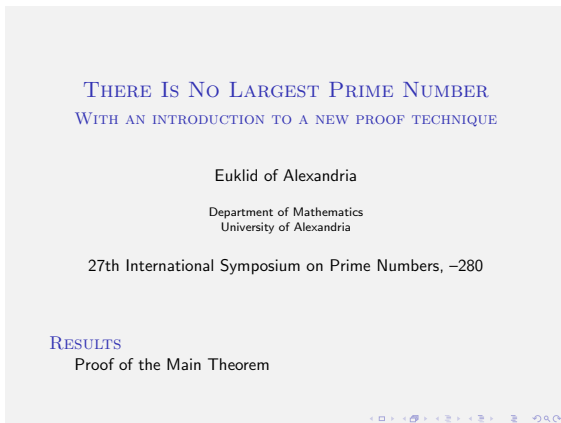 There Is No Largest Prime Number
With an introduction to a new proof technique
Euklid of Alexandria
Department of Mathematics
University of Alexandria
27th International Symposium on Prime Numbers, –280
Results
Proof of the Main Theorem